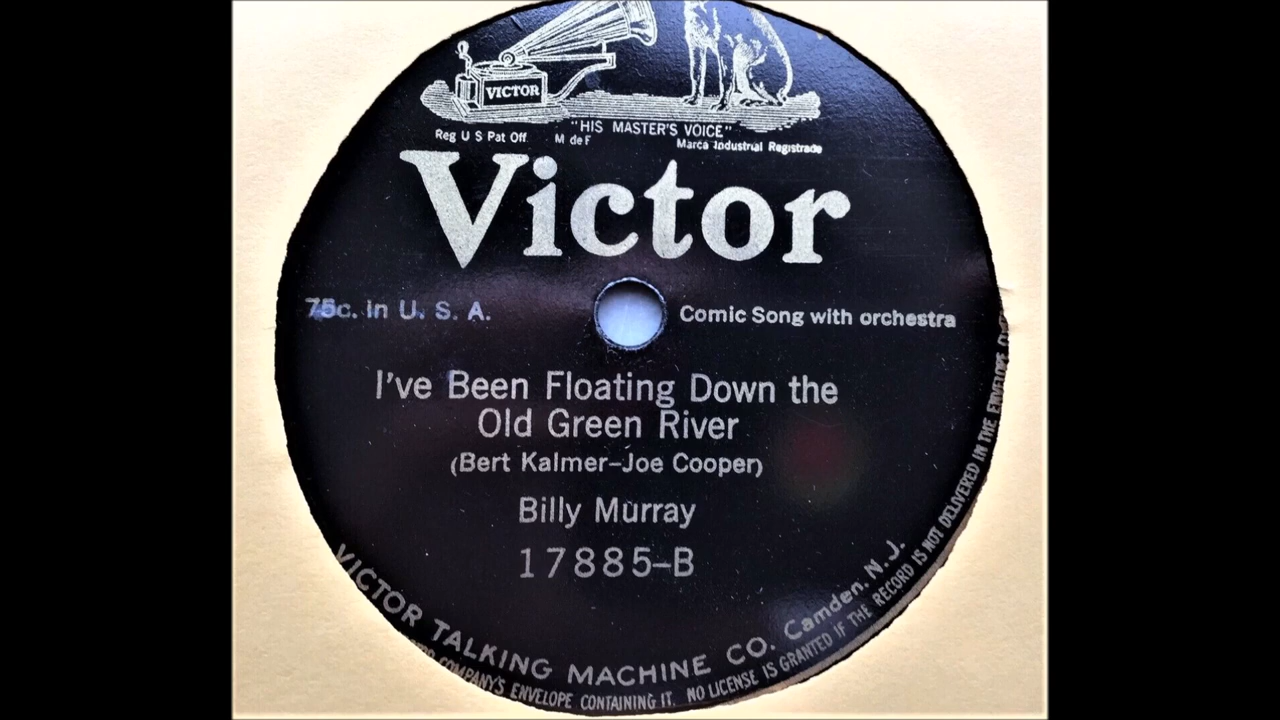 VICTOR
"HIS MASTER'S VOICE"
Reg U S Pat Off. M de F Marca Industrial Registrada
Victor
75c. in U. S. A. Comic Song with orchestra
I've Been Floating Down the
Old Green River
(Bert Kalmer–Joe Cooper)
Billy Murray
17885–B
VICTOR TALKING MACHINE CO. Camden, N. J.
COMPANY'S ENVELOPE CONTAINING IT. NO LICENSE IS GRANTED IF THE RECORD IS NOT DELIVERED IN THE ENVELOPE